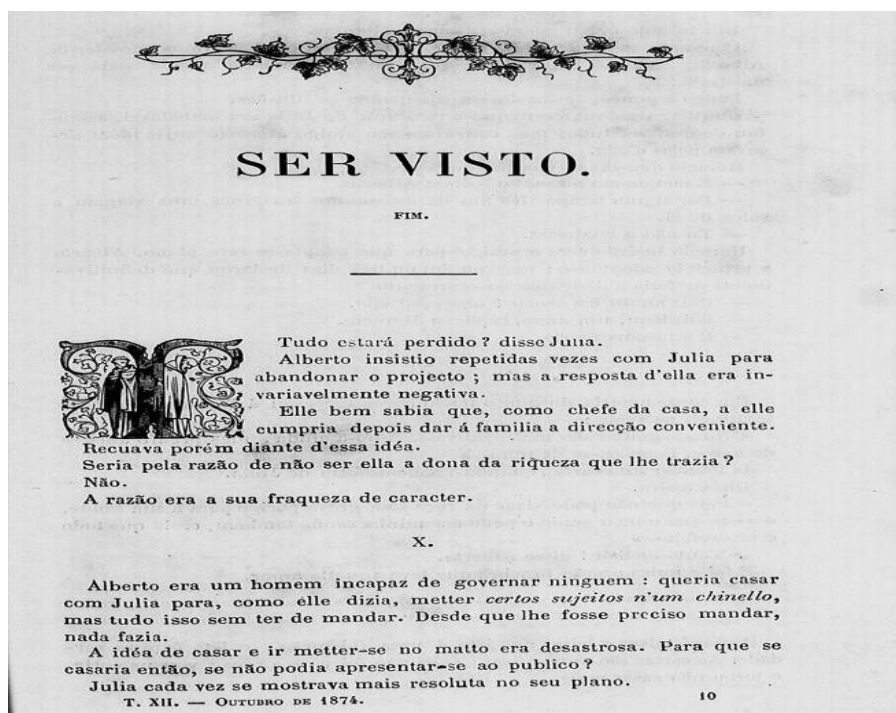 SER VISTO.
FIM.
Tudo estará perdido ? disse Julia.
Alberto insistio repetidas vezes com Julia para
abandonar o projecto ; mas a resposta d'ella era in-
variavelmente negativa.
Elle bem sabia que, como chefe da casa, a elle
cumpria depois dar á familia a direcção conveniente.
Recuava porém diante d'essa idéa.
Seria pela razão de não ser ella a dona da riqueza que lhe trazia ?
Não.
A razão era a sua fraqueza de caracter.
X.
Alberto era um homem incapaz de governar ninguem : queria casar
com Julia para, como elle dizia, metter certos sujeitos n'um chinello,
mas tudo isso sem ter de mandar. Desde que lhe fosse preciso mandar,
nada fazia.
A idéa de casar e ir metter-se no matto era desastrosa. Para que se
casaria então, se não podia apresentar-se ao publico ?
Julia cada vez se mostrava mais resoluta no seu plano.
T. XII. — OUTUBRO DE 1874. 10